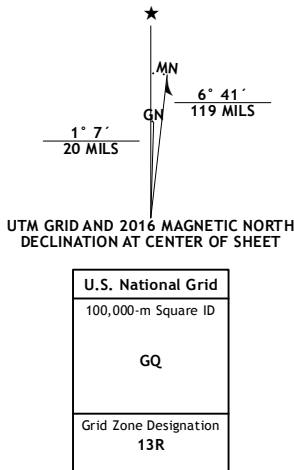 ★
MN
GN
6° 41´
119 MILS
1° 7´
20 MILS
UTM GRID AND 2016 MAGNETIC NORTH
DECLINATION AT CENTER OF SHEET
U.S. National Grid
100,000-m Square ID
GQ
Grid Zone Designation
13R